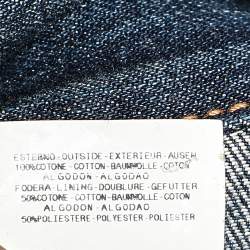 ESTERNO-OUTSIDE-EXTERIEUR-AUSEN
100%COTONE-COTTON-BAUMWOLLE-COTON
ALGODON-ALGODAO
FODERA-LINING-DOUBLURE-GEFUTTER
50%COTONE-COTTON-BAUMWOLLE-COTON
ALGODON-ALGODAO
50%POLIESTERE-POLYESTER-POLIESTER